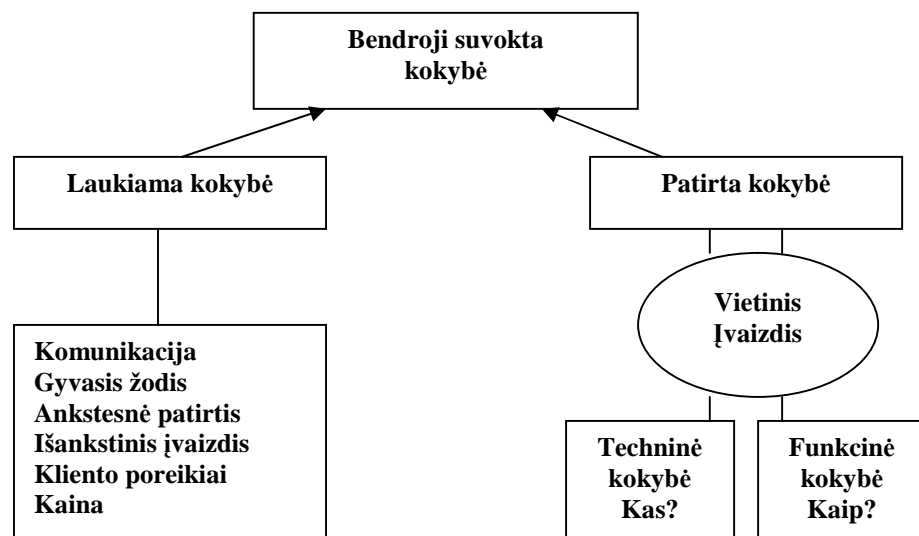 Bendroji suvokta
kokybė
Laukiama kokybė
Patirta kokybė
Vietinis
Įvaizdis
Komunikacija
Gyvasis žodis
Ankstesnė patirtis
Išankstinis įvaizdis
Kliento poreikiai
Kaina
Techninė
kokybė
Kas?
Funkcinė
kokybė
Kaip?